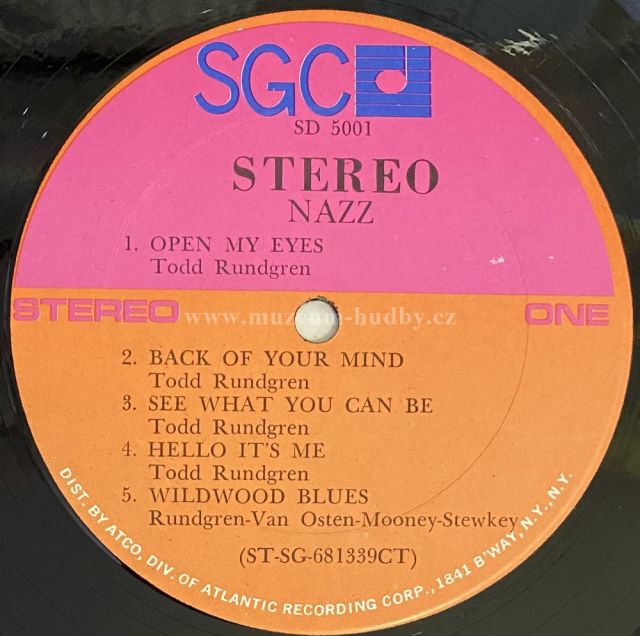 SGC
SD 5001
STEREO
NAZZ
1. OPEN MY EYES
Todd Rundgren
STEREO ONE
www.muzeum-hudby.cz
2. BACK OF YOUR MIND
Todd Rundgren
3. SEE WHAT YOU CAN BE
Todd Rundgren
4. HELLO IT'S ME
Todd Rundgren
5. WILDWOOD BLUES
Rundgren-Van Osten-Mooney-Stewkey
(ST-SG-681339CT)
DIST. BY ATCO, DIV. OF ATLANTIC RECORDING CORP., 1841 B'WAY, N.Y., N.Y.